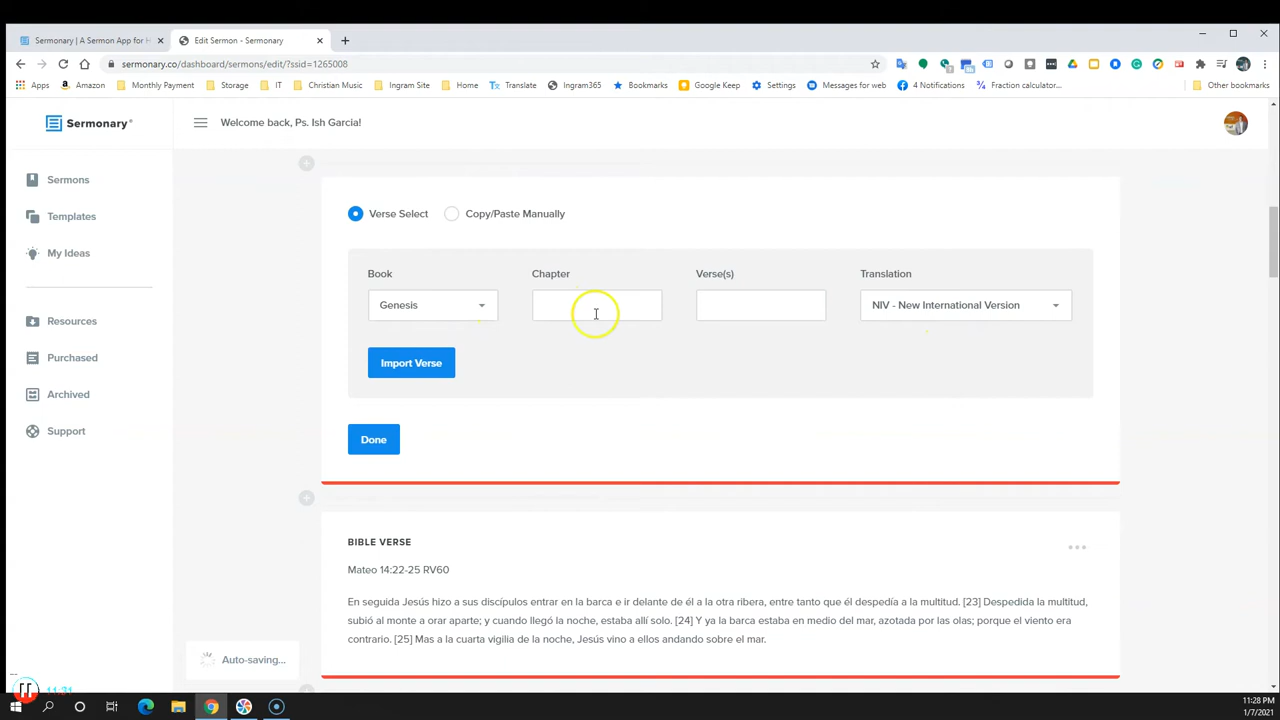 Sermonary | A Sermon App for H
Edit Sermon - Sermonary
sermonary.co/dashboard/sermons/edit/?ssid=1265008
Apps
Amazon
Monthly Payment
Storage
IT
Christian Music
Ingram Site
Home
Translate
Ingram365
Bookmarks
Google Keep
Settings
Messages for web
4 Notifications
Fraction calculator...
Other bookmarks
Sermonary
Welcome back, Ps. Ish Garcia!
Sermons
Templates
My Ideas
Resources
Purchased
Archived
Support
Verse Select
Copy/Paste Manually
Book
Chapter
Verse(s)
Translation
Genesis
NIV - New International Version
Import Verse
Done
BIBLE VERSE
Mateo 14:22-25 RV60
En seguida Jesús hizo a sus discípulos entrar en la barca e ir delante de él a la otra ribera, entre tanto que él despedía a la multitud. [23] Despedida la multitud,
subió al monte a orar aparte; y cuando llegó la noche, estaba allí solo. [24] Y ya la barca estaba en medio del mar, azotada por las olas; porque el viento era
contrario. [25] Mas a la cuarta vigilia de la noche, Jesús vino a ellos andando sobre el mar.
Auto-saving...
11:28 PM
1/7/2021